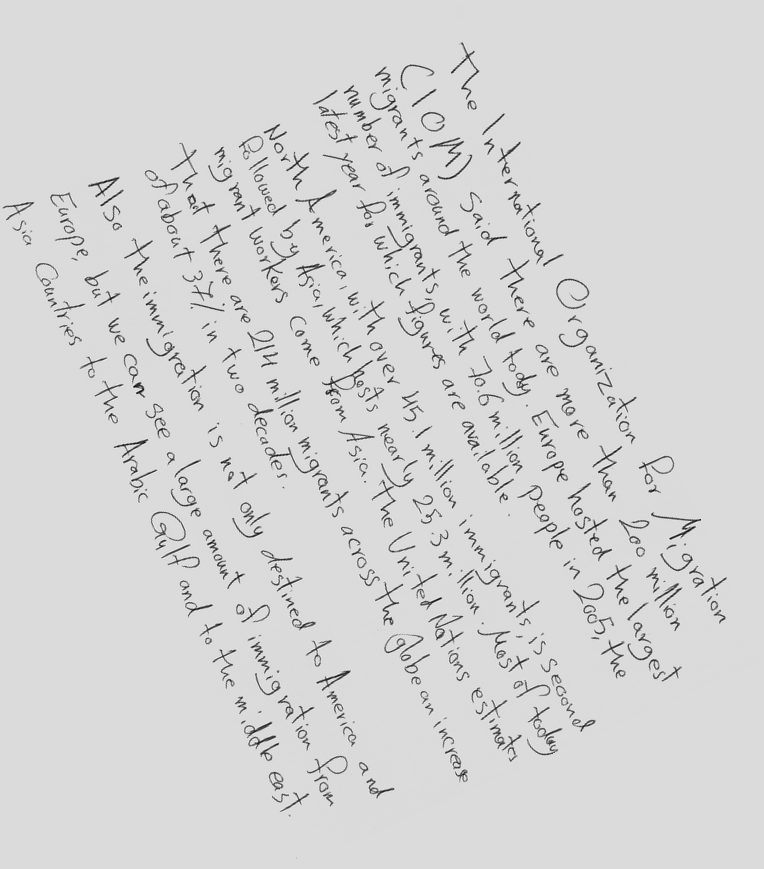 The International Organization for Migration
(IOM) Said there are more than 200 million
migrants around the world today. Europe hosted the largest
number of immigrants, with 70.6 million people in 2005, the
latest year for which figures are available.
North America, with over 45.1 million immigrants, is second
followed by Asia, which hosts nearly 25.3 million. Most of today
migrant workers come from Asia. the United Nations estimates
That there are 214 million migrants across the globe an increase
of about 37% in two decades.
Also the immigration is not only destined to America and
Europe, but we can see a large amount of immigration from
Asia Countries to the Arabic Gulf and to the middle east.